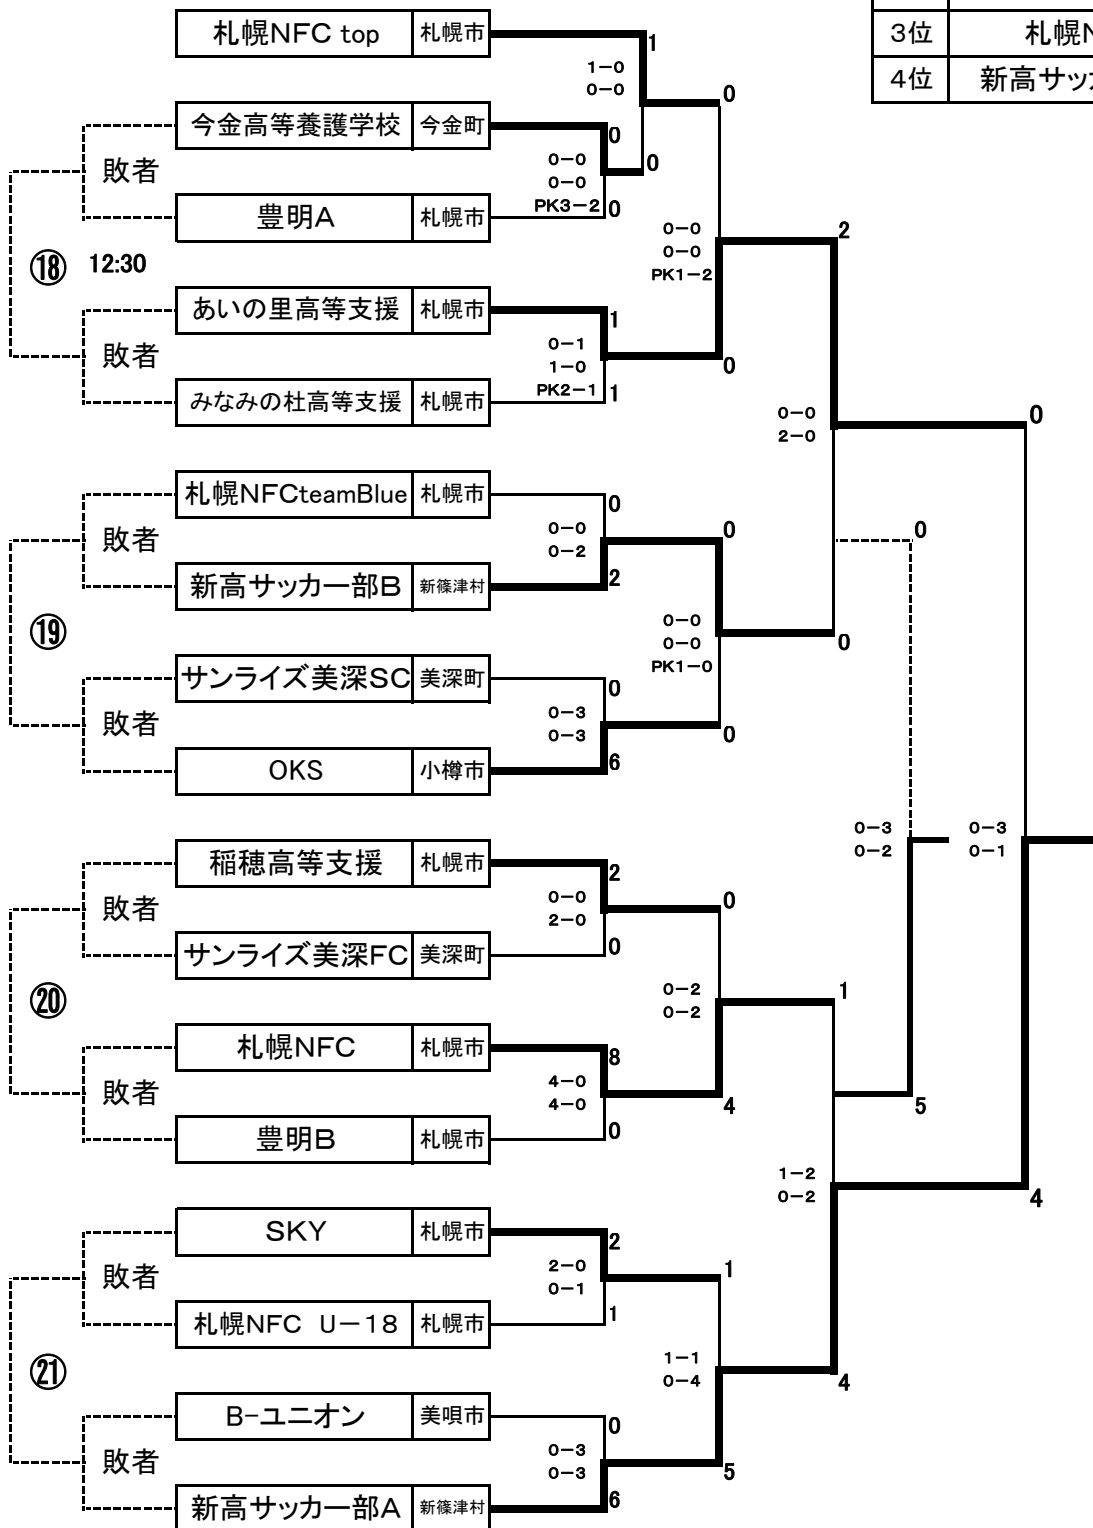 札幌NFC top 札幌市
3位 札幌N
4位 新高サッカ
1
1-0
0-0
0
今金高等養護学校 今金町
0
敗者
0-0
0-0
PK3-2
0
豊明A 札幌市
0
0-0
0-0
PK1-2
2
⑱ 12:30
あいの里高等支援 札幌市
1
敗者
0-1
1-0
PK2-1
0
みなみの杜高等支援 札幌市
1
0-0
2-0
0
札幌NFCteamBlue 札幌市
0
敗者
0-0
0-2
0
0
新高サッカー部B 新篠津村
2
⑲
0-0
0-0
PK1-0
0
サンライズ美深SC 美深町
0
敗者
0-3
0-3
0
OKS 小樽市
6
0-3
0-2
0-3
0-1
稲穂高等支援 札幌市
2
敗者
0-0
2-0
0
サンライズ美深FC 美深町
0
⑳
0-2
0-2
1
札幌NFC 札幌市
8
敗者
4-0
4-0
4
5
豊明B 札幌市
0
1-2
0-2
4
SKY 札幌市
2
敗者
2-0
0-1
1
札幌NFC U-18 札幌市
1
㉑
1-1
0-4
4
B-ユニオン 美唄市
0
敗者
0-3
0-3
5
新高サッカー部A 新篠津村
6